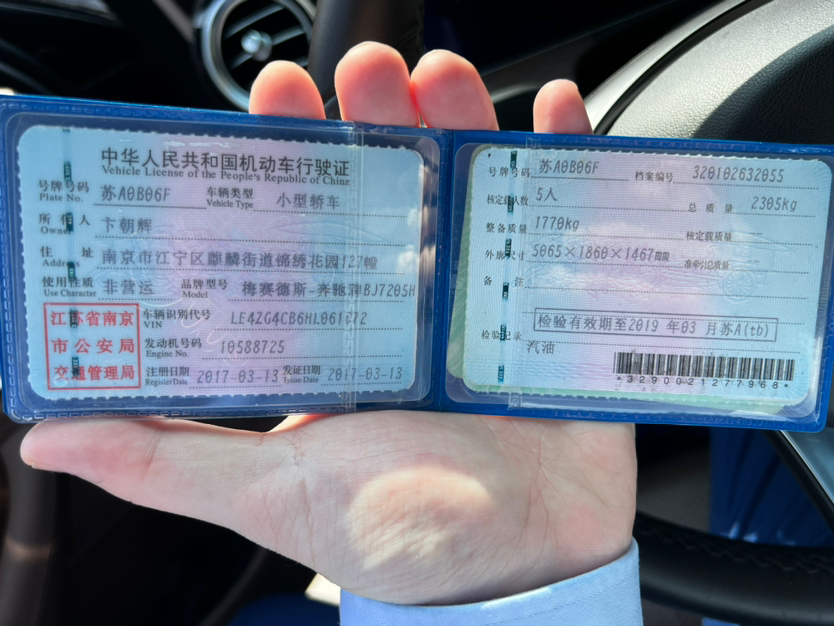 中华人民共和国机动车行驶证
Vehicle License of the People's Republic of China
号牌号码 Plate No. 苏A0B06F 车辆类型 Vehicle Type 小型轿车
所有人 Owner 卞朝辉
住址 Address 南京市江宁区麒麟街道锦绣花园127幢
使用性质 Use Character 非营运 品牌型号 Model 梅赛德斯-奔驰牌BJ7205H
江苏省南京
市公安局
交通管理局
车辆识别代号 VIN
发动机号码 Engine No. 10588725
注册日期 Register Date 2017-03-13 发证日期 Issue Date 2017-03-13
号牌号码 苏A0B06F 档案编号 320102632055
核定载人数 5人 总质量 2305kg
整备质量 1770kg 核定载质量 --
外廓尺寸 5065×1860×1467mm 准牵引总质量 --
备注
检验记录 检验有效期至2019 年03 月苏A(tb)
汽油
*3290021277968*